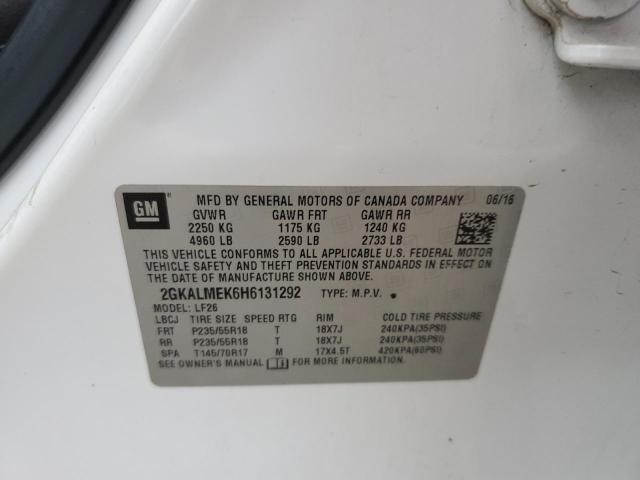 GM
MFD BY GENERAL MOTORS OF CANADA COMPANY 06/16
GVWR GAWR FRT GAWR RR
2250 KG 1175 KG 1240 KG
4960 LB 2590 LB 2733 LB
THIS VEHICLE CONFORMS TO ALL APPLICABLE U.S. FEDERAL MOTOR
VEHICLE SAFETY AND THEFT PREVENTION STANDARDS IN EFFECT ON
THE DATE OF MANUFACTURE SHOWN ABOVE.
2GKALMEK6H6131292 TYPE: M.P.V.
MODEL: LF26
LBCJ TIRE SIZE SPEED RTG RIM COLD TIRE PRESSURE
FRT P235/55R18 T 18X7J 240KPA(35PSI)
RR P235/55R18 T 18X7J 240KPA(35PSI)
SPA T145/70R17 M 17X4.5T 420KPA(60PSI)
SEE OWNER'S MANUAL FOR MORE INFORMATION.